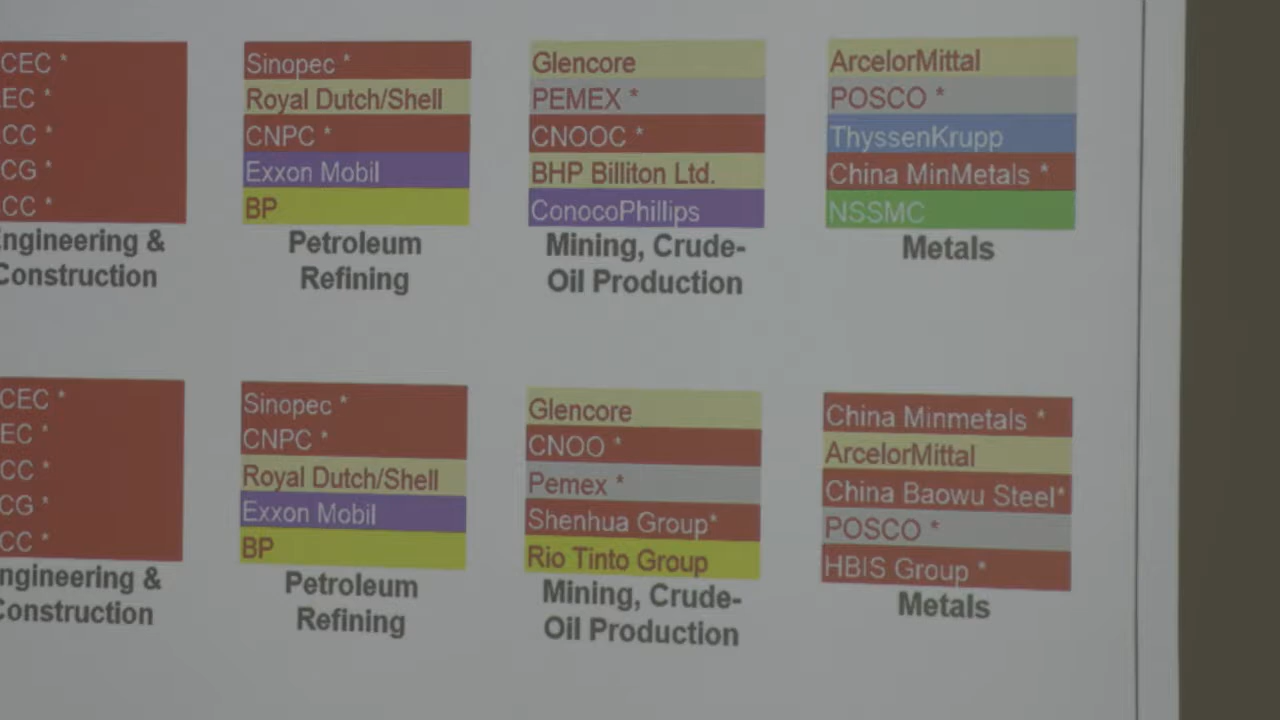 CEC *
EC *
CC *
CG *
CC *
Engineering &
Construction
Sinopec *
Royal Dutch/Shell
CNPC *
Exxon Mobil
BP
Petroleum
Refining
Glencore
PEMEX *
CNOOC *
BHP Billiton Ltd.
ConocoPhillips
Mining, Crude-
Oil Production
ArcelorMittal
POSCO *
ThyssenKrupp
China MinMetals *
NSSMC
Metals
CEC *
EC *
CC *
CG *
CC *
ngineering &
Construction
Sinopec *
CNPC *
Royal Dutch/Shell
Exxon Mobil
BP
Petroleum
Refining
Glencore
CNOO *
Pemex *
Shenhua Group*
Rio Tinto Group
Mining, Crude-
Oil Production
China Minmetals *
ArcelorMittal
China Baowu Steel*
POSCO *
HBIS Group *
Metals